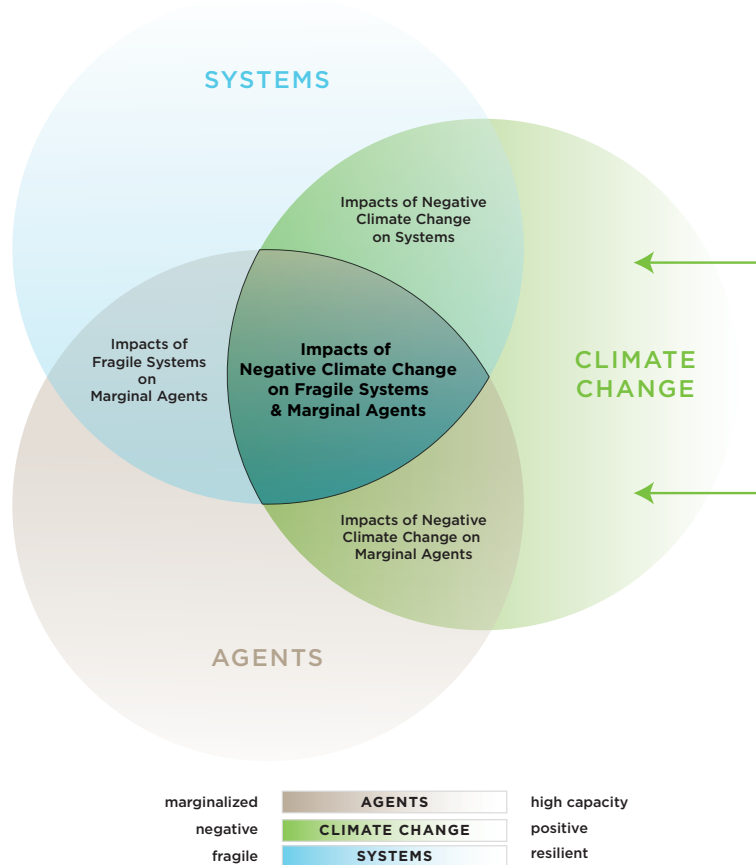 SYSTEMS
Impacts of Negative
Climate Change
on Systems
Impacts of
Fragile Systems
on
Marginal Agents
Impacts of
Negative Climate Change
on Fragile Systems
& Marginal Agents
CLIMATE
CHANGE
Impacts of Negative
Climate Change on
Marginal Agents
AGENTS
marginalized AGENTS high capacity
negative CLIMATE CHANGE positive
fragile SYSTEMS resilient